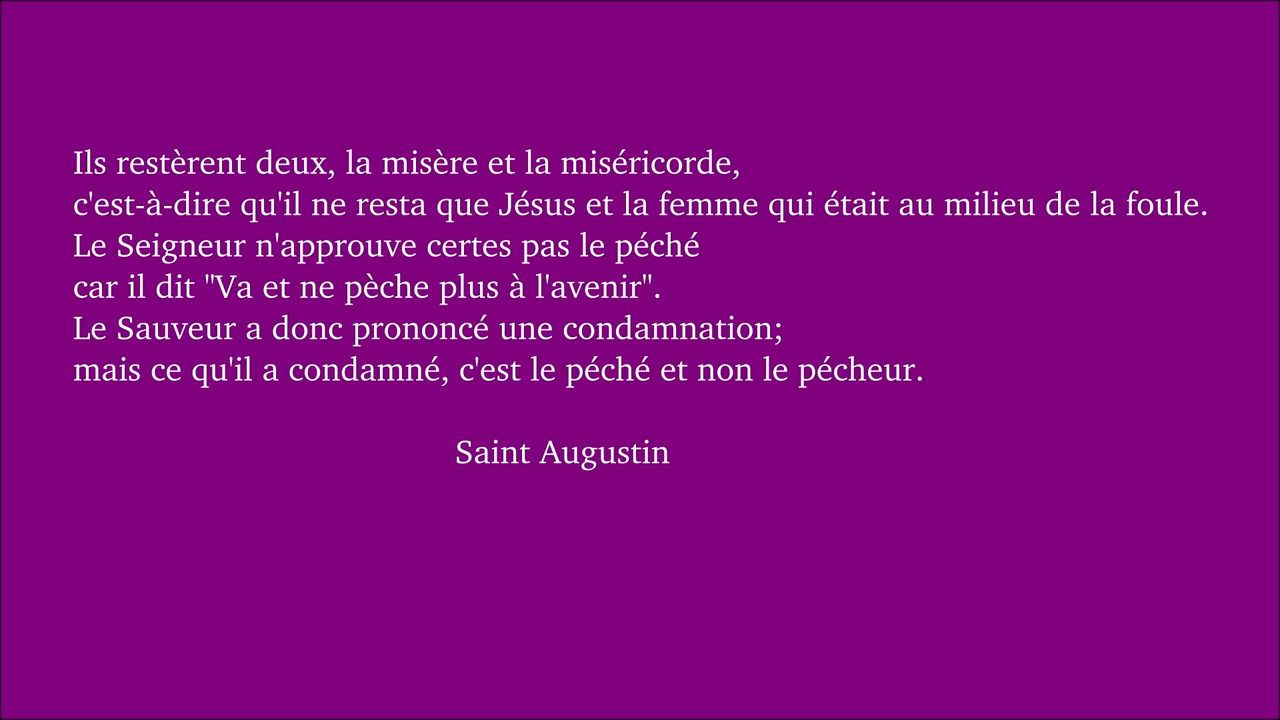 Ils restèrent deux, la misère et la miséricorde,
c'est-à-dire qu'il ne resta que Jésus et la femme qui était au milieu de la foule.
Le Seigneur n'approuve certes pas le péché
car il dit "Va et ne pèche plus à l'avenir".
Le Sauveur a donc prononcé une condamnation;
mais ce qu'il a condamné, c'est le péché et non le pécheur.
Saint Augustin